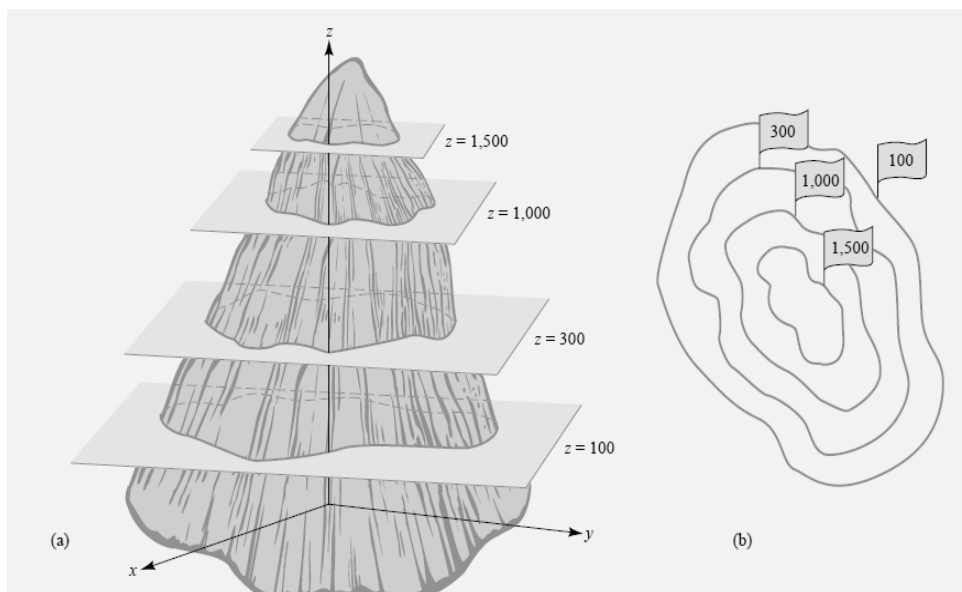 z
z = 1,500
z = 1,000
z = 300
z = 100
y
x
(a)
300
100
1,000
1,500
(b)